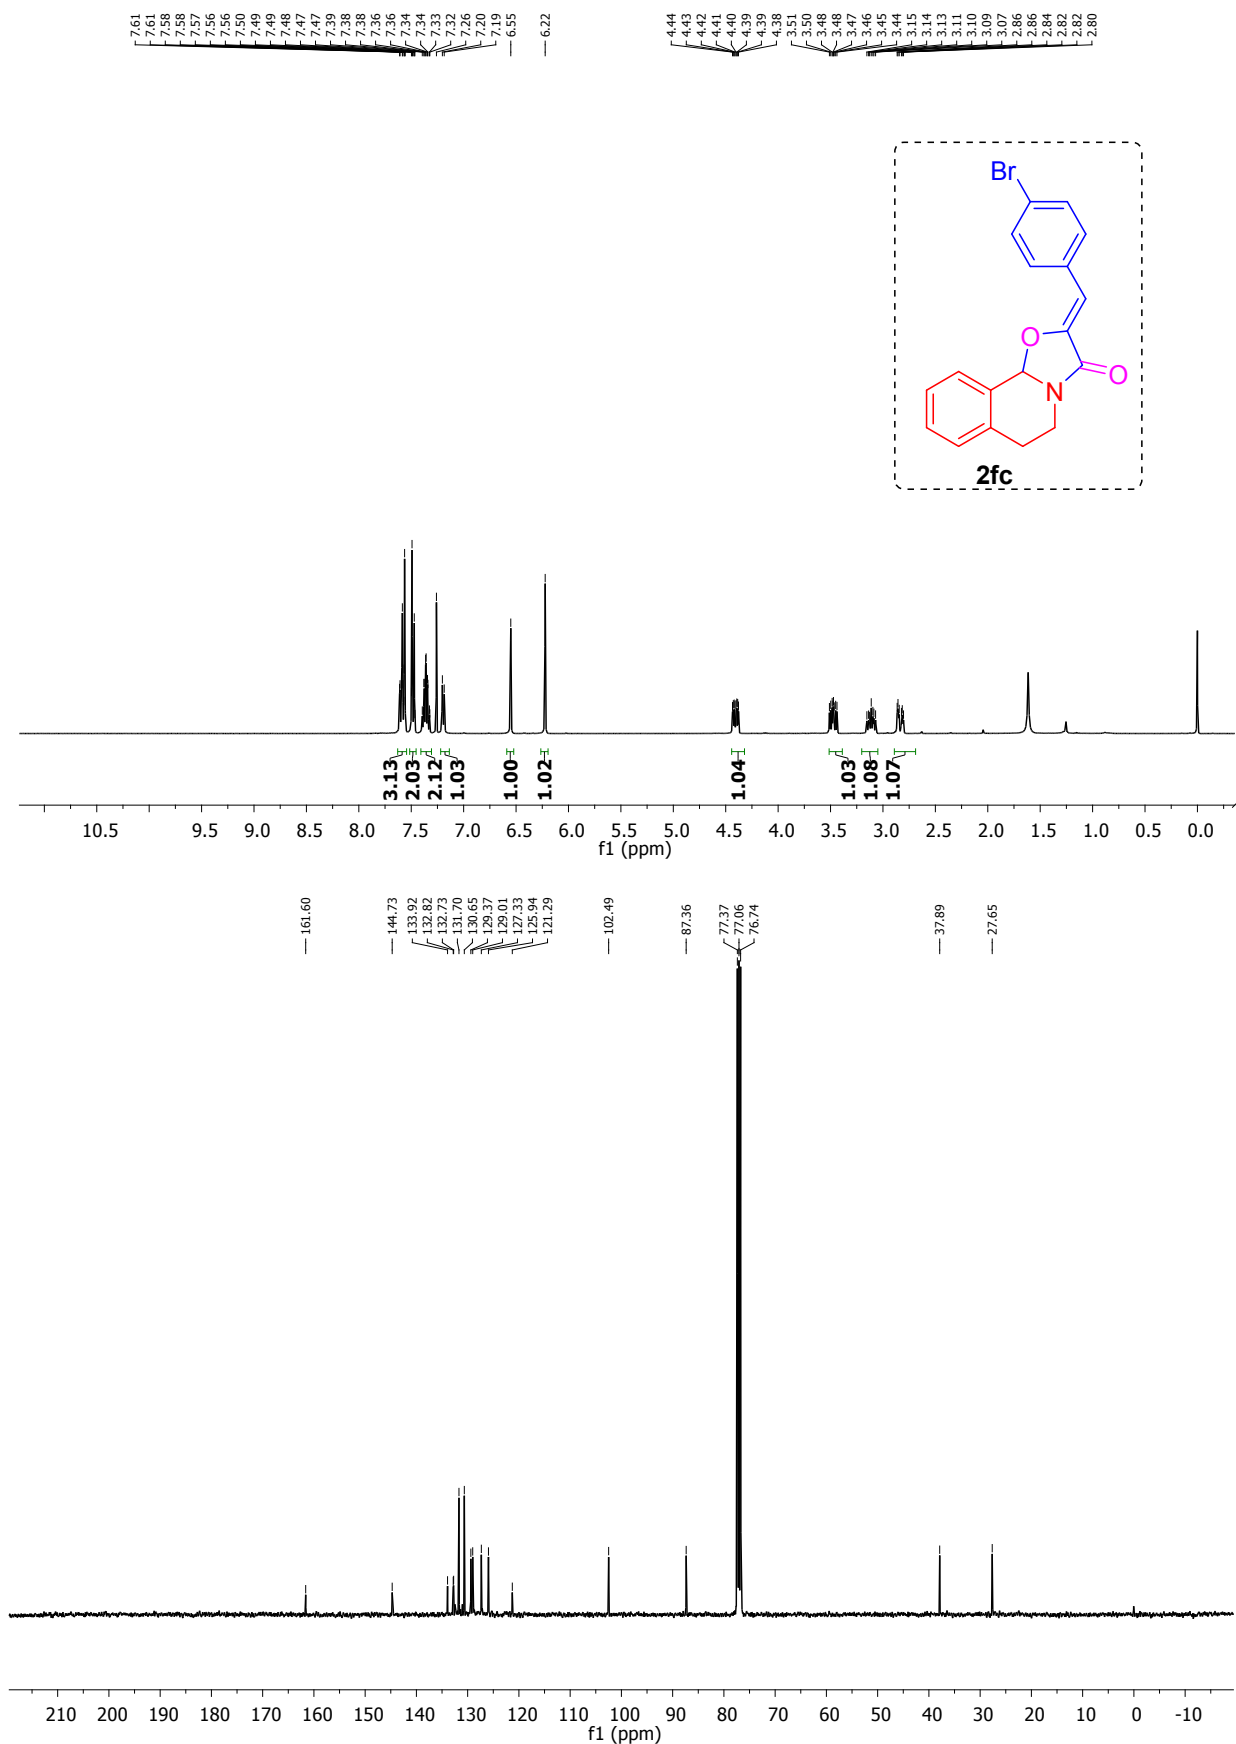 7.61 7.61 7.58 7.58 7.57 7.56 7.56 7.50 7.49 7.49 7.48 7.47 7.47 7.39 7.38 7.38 7.36 7.36 7.34 7.34 7.33 7.32 7.26 7.20 7.19 6.55 6.22 4.44 4.43 4.42 4.41 4.40 4.39 4.39 4.38 3.51 3.50 3.48 3.48 3.47 3.46 3.45 3.44 3.15 3.14 3.13 3.11 3.10 3.09 3.07 2.86 2.86 2.84 2.82 2.82 2.80
Br
O
O
N
2fc
3.13 2.03 2.12 1.03 1.00 1.02 1.04 1.03 1.08 1.07
10.5 9.5 9.0 8.5 8.0 7.5 7.0 6.5 6.0 5.5 5.0 4.5 4.0 3.5 3.0 2.5 2.0 1.5 1.0 0.5 0.0
f1 (ppm)
161.60 144.73 133.92 132.82 132.73 131.70 130.65 129.37 129.01 127.33 125.94 121.29 102.49 87.36 77.37 77.06 76.74 37.89 27.65
210 200 190 180 170 160 150 140 130 120 110 100 90 80 70 60 50 40 30 20 10 0 -10
f1 (ppm)